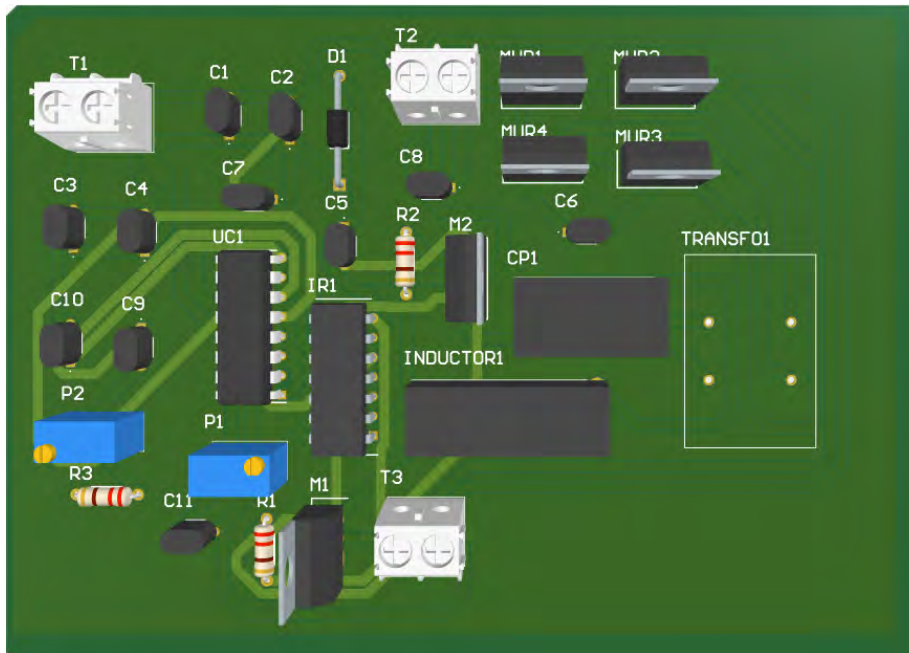 T1
C1
C2
D1
T2
MUR1
MUR2
MUR4
MUR3
C7
C8
C3
C4
C5
R2
M2
C6
UC1
TRANSFO1
CP1
IR1
C10
C9
INDUCTOR1
P2
P1
R3
C11
R1
M1
T3